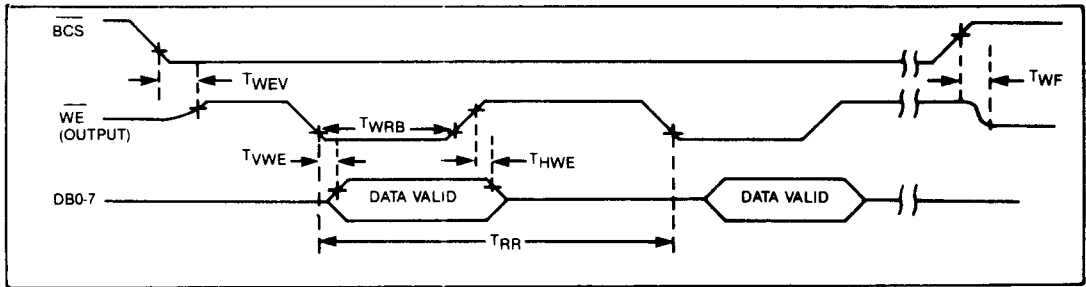 BCS
TWEV
TWF
WE
(OUTPUT)
TWRB
TVWE
THWE
DB0-7
DATA VALID
DATA VALID
TRR